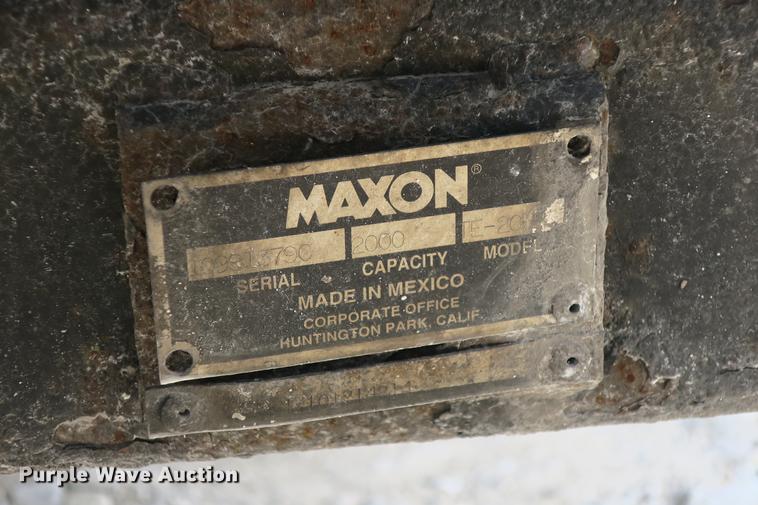 MAXON®
2000
SERIAL CAPACITY MODEL
MADE IN MEXICO
CORPORATE OFFICE
HUNTINGTON PARK, CALIF.
Purple Wave Auction